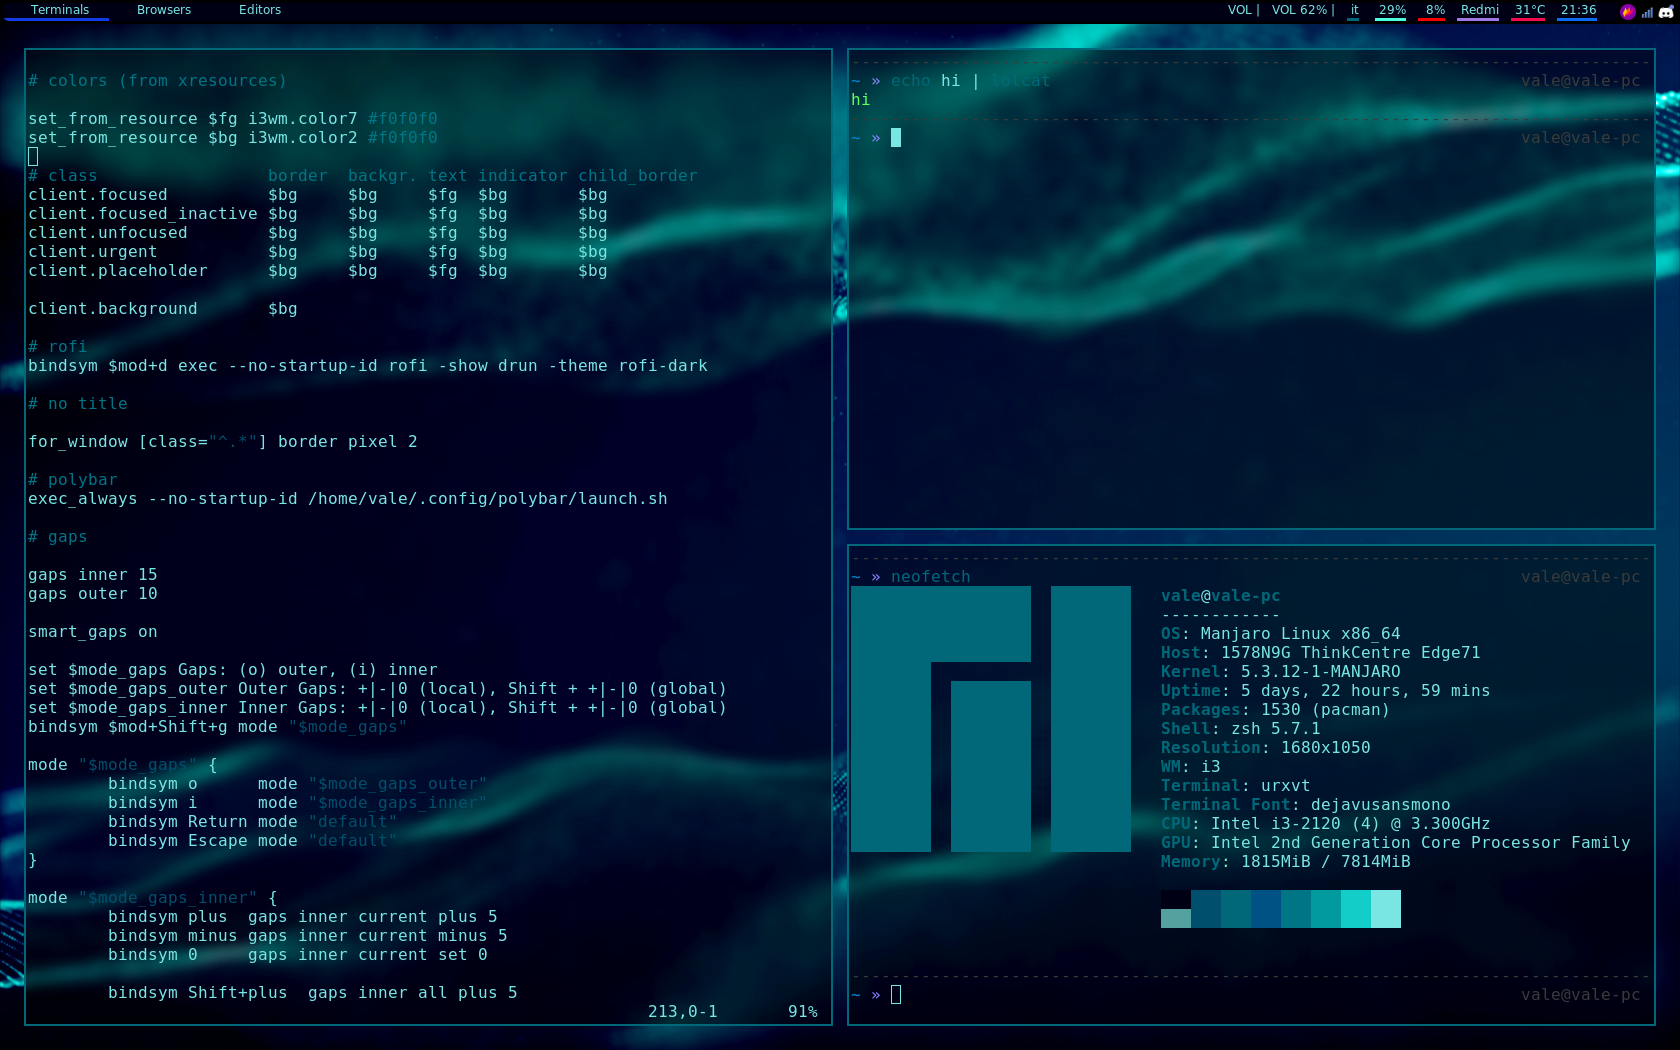 Terminals Browsers Editors VOL | VOL 62% | it 29% 8% Redmi 31°C 21:36
# colors (from xresources)
set_from_resource $fg i3wm.color7 #f0f0f0
set_from_resource $bg i3wm.color2 #f0f0f0
# class border backgr. text indicator child_border
client.focused $bg $bg $fg $bg $bg
client.focused_inactive $bg $bg $fg $bg $bg
client.unfocused $bg $bg $fg $bg $bg
client.urgent $bg $bg $fg $bg $bg
client.placeholder $bg $bg $fg $bg $bg
client.background $bg
# rofi
bindsym $mod+d exec --no-startup-id rofi -show drun -theme rofi-dark
# no title
for_window [class="^.*"] border pixel 2
# polybar
exec_always --no-startup-id /home/vale/.config/polybar/launch.sh
# gaps
gaps inner 15
gaps outer 10
smart_gaps on
set $mode_gaps Gaps: (o) outer, (i) inner
set $mode_gaps_outer Outer Gaps: +|-|0 (local), Shift + +|-|0 (global)
set $mode_gaps_inner Inner Gaps: +|-|0 (local), Shift + +|-|0 (global)
bindsym $mod+Shift+g mode "$mode_gaps"
mode "$mode_gaps" {
bindsym o mode "$mode_gaps_outer"
bindsym i mode "$mode_gaps_inner"
bindsym Return mode "default"
bindsym Escape mode "default"
}
mode "$mode_gaps_inner" {
bindsym plus gaps inner current plus 5
bindsym minus gaps inner current minus 5
bindsym 0 gaps inner current set 0
bindsym Shift+plus gaps inner all plus 5
213,0-1 91%
~ » echo hi | lolcat vale@vale-pc
hi
~ » vale@vale-pc
~ » neofetch vale@vale-pc
vale@vale-pc
------------
OS: Manjaro Linux x86_64
Host: 1578N9G ThinkCentre Edge71
Kernel: 5.3.12-1-MANJARO
Uptime: 5 days, 22 hours, 59 mins
Packages: 1530 (pacman)
Shell: zsh 5.7.1
Resolution: 1680x1050
WM: i3
Terminal: urxvt
Terminal Font: dejavusansmono
CPU: Intel i3-2120 (4) @ 3.300GHz
GPU: Intel 2nd Generation Core Processor Family
Memory: 1815MiB / 7814MiB
~ » vale@vale-pc